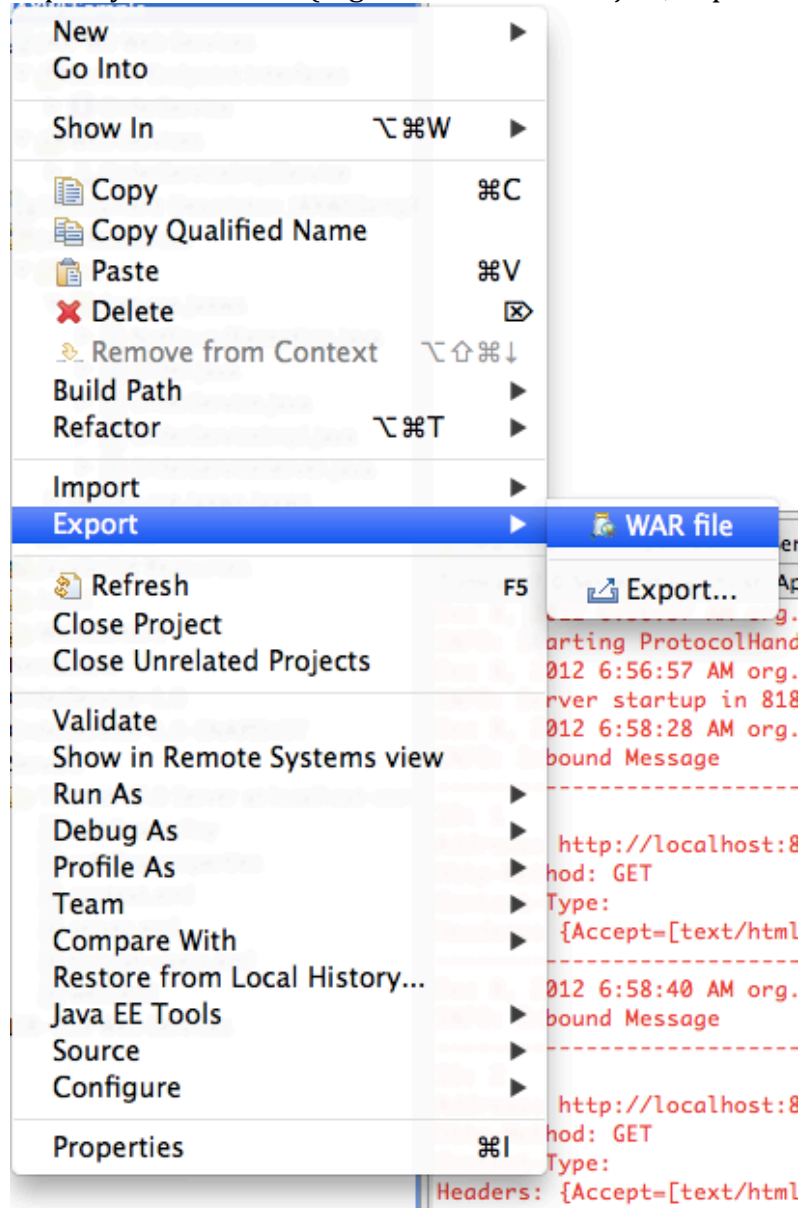 New
Go Into
Show In ⌥⌘W
Copy ⌘C
Copy Qualified Name
Paste ⌘V
Delete ⌦
Remove from Context ⌥⇧⌘↓
Build Path
Refactor ⌥⌘T
Import
Export
WAR file
Export...
Refresh F5
Close Project
Close Unrelated Projects
Validate
Show in Remote Systems view
Run As
Debug As
Profile As
Team
Compare With
Restore from Local History...
Java EE Tools
Source
Configure
Properties ⌘I
arting ProtocolHand
012 6:56:57 AM org.
rver startup in 818
012 6:58:28 AM org.
bound Message
--------------------
http://localhost:8
hod: GET
Type:
{Accept=[text/html
--------------------
012 6:58:40 AM org.
bound Message
--------------------
http://localhost:8
hod: GET
Type:
Headers: {Accept=[text/html